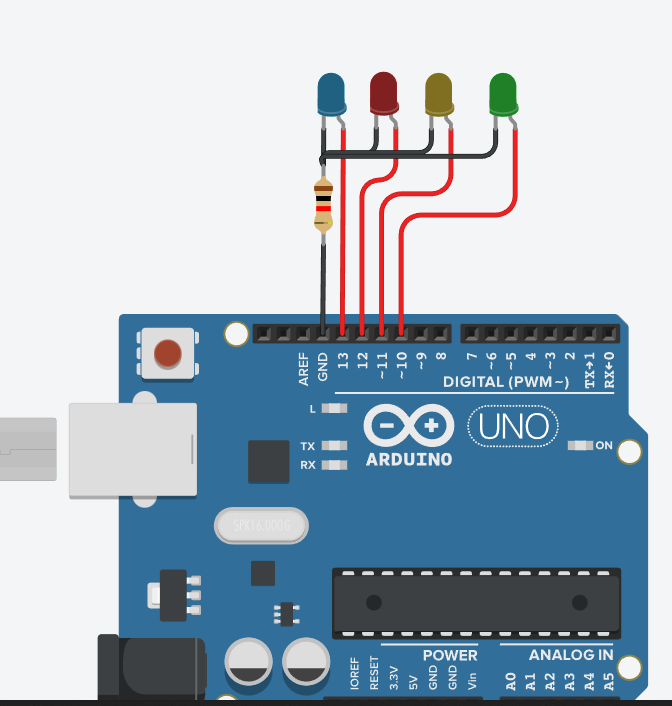 AREF
GND
13
12
~11
~10
~9
8
7
~6
~5
4
~3
2
TX→1
RX←0
DIGITAL (PWM~)
L
TX
RX
ARDUINO
UNO
ON
SPK16.000G
IOREF
RESET
3.3V
5V
GND
GND
Vin
POWER
ANALOG IN
A0
A1
A2
A3
A4
A5